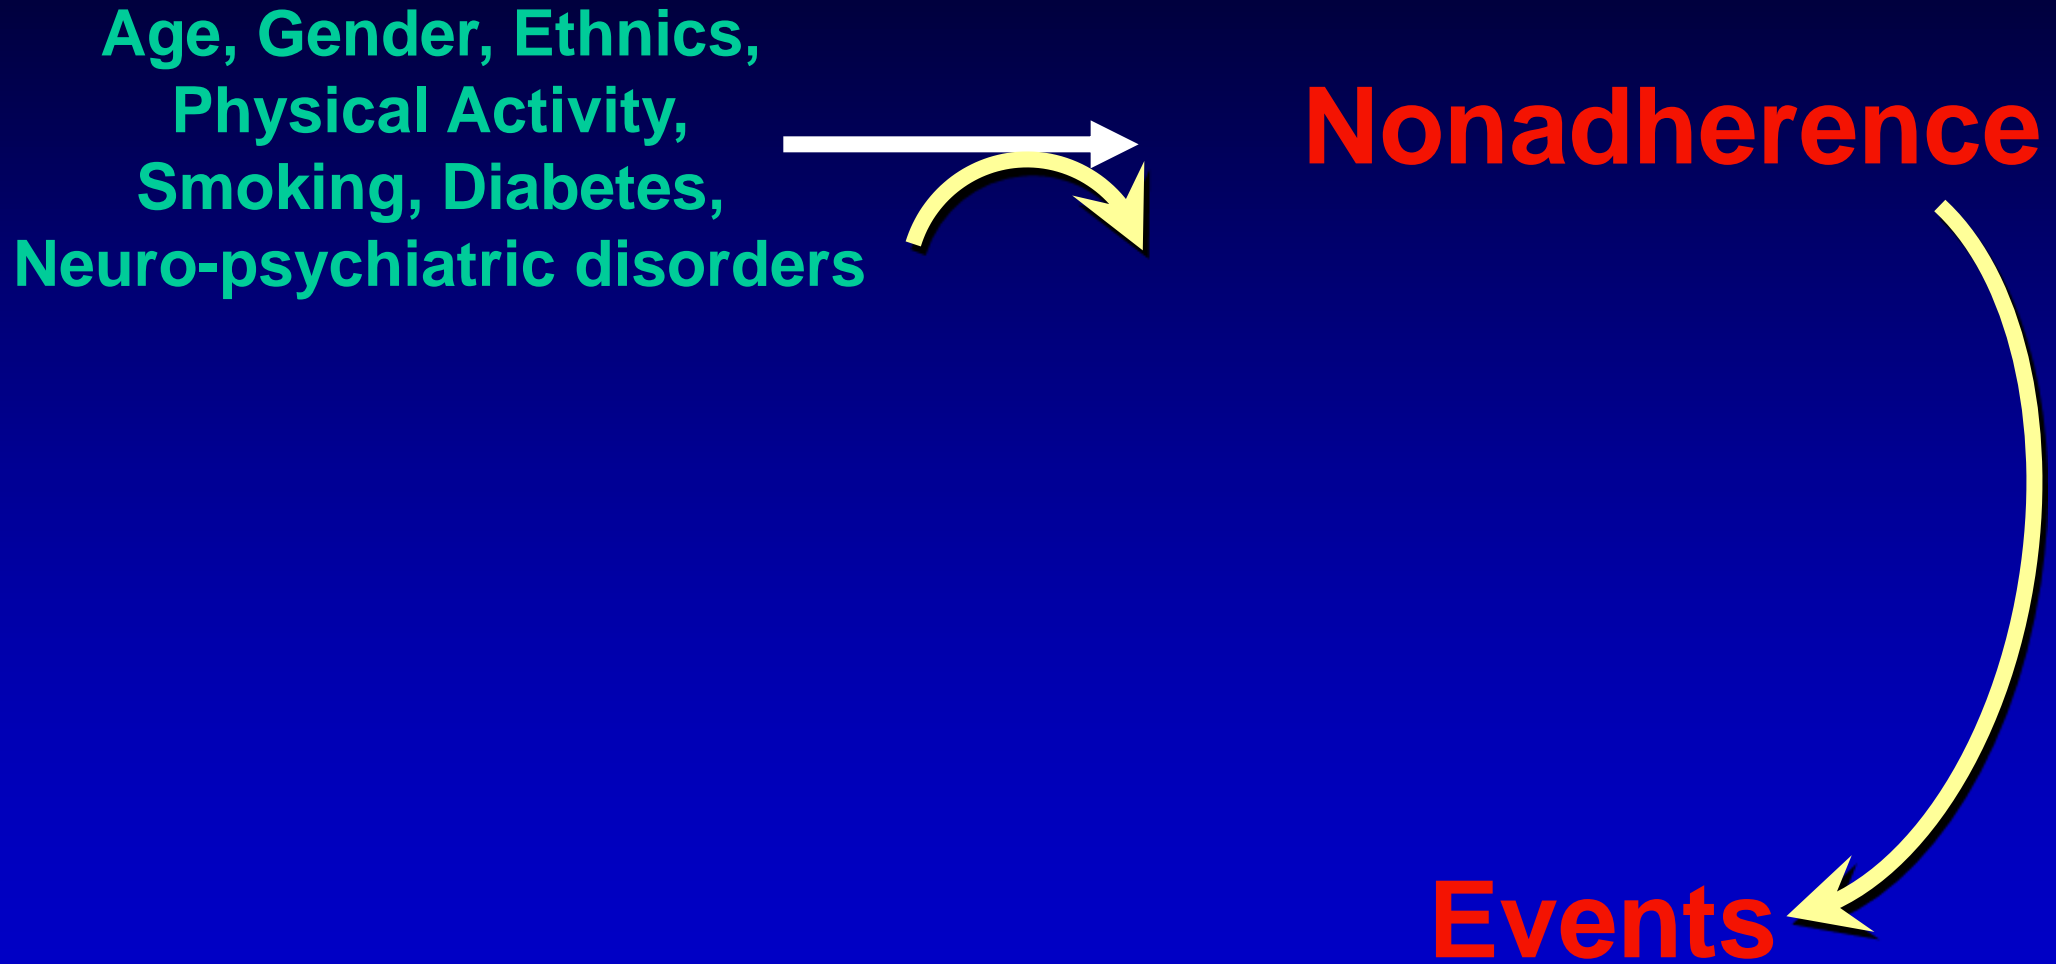 Age, Gender, Ethnics,
Physical Activity,
Smoking, Diabetes,
Neuro-psychiatric disorders
Nonadherence
Events